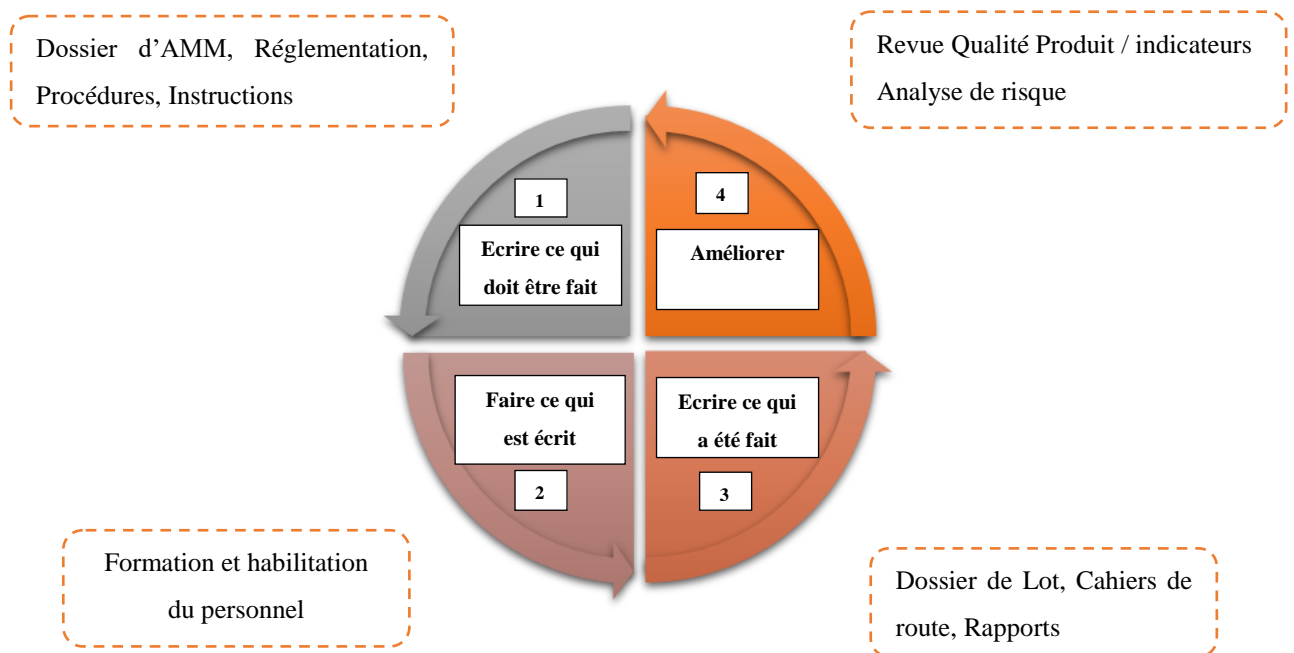 Dossier d’AMM, Réglementation,
Procédures, Instructions
Revue Qualité Produit / indicateurs
Analyse de risque
1
Ecrire ce qui
doit être fait
4
Améliorer
Faire ce qui
est écrit
2
Ecrire ce qui
a été fait
3
Formation et habilitation
du personnel
Dossier de Lot, Cahiers de
route, Rapports